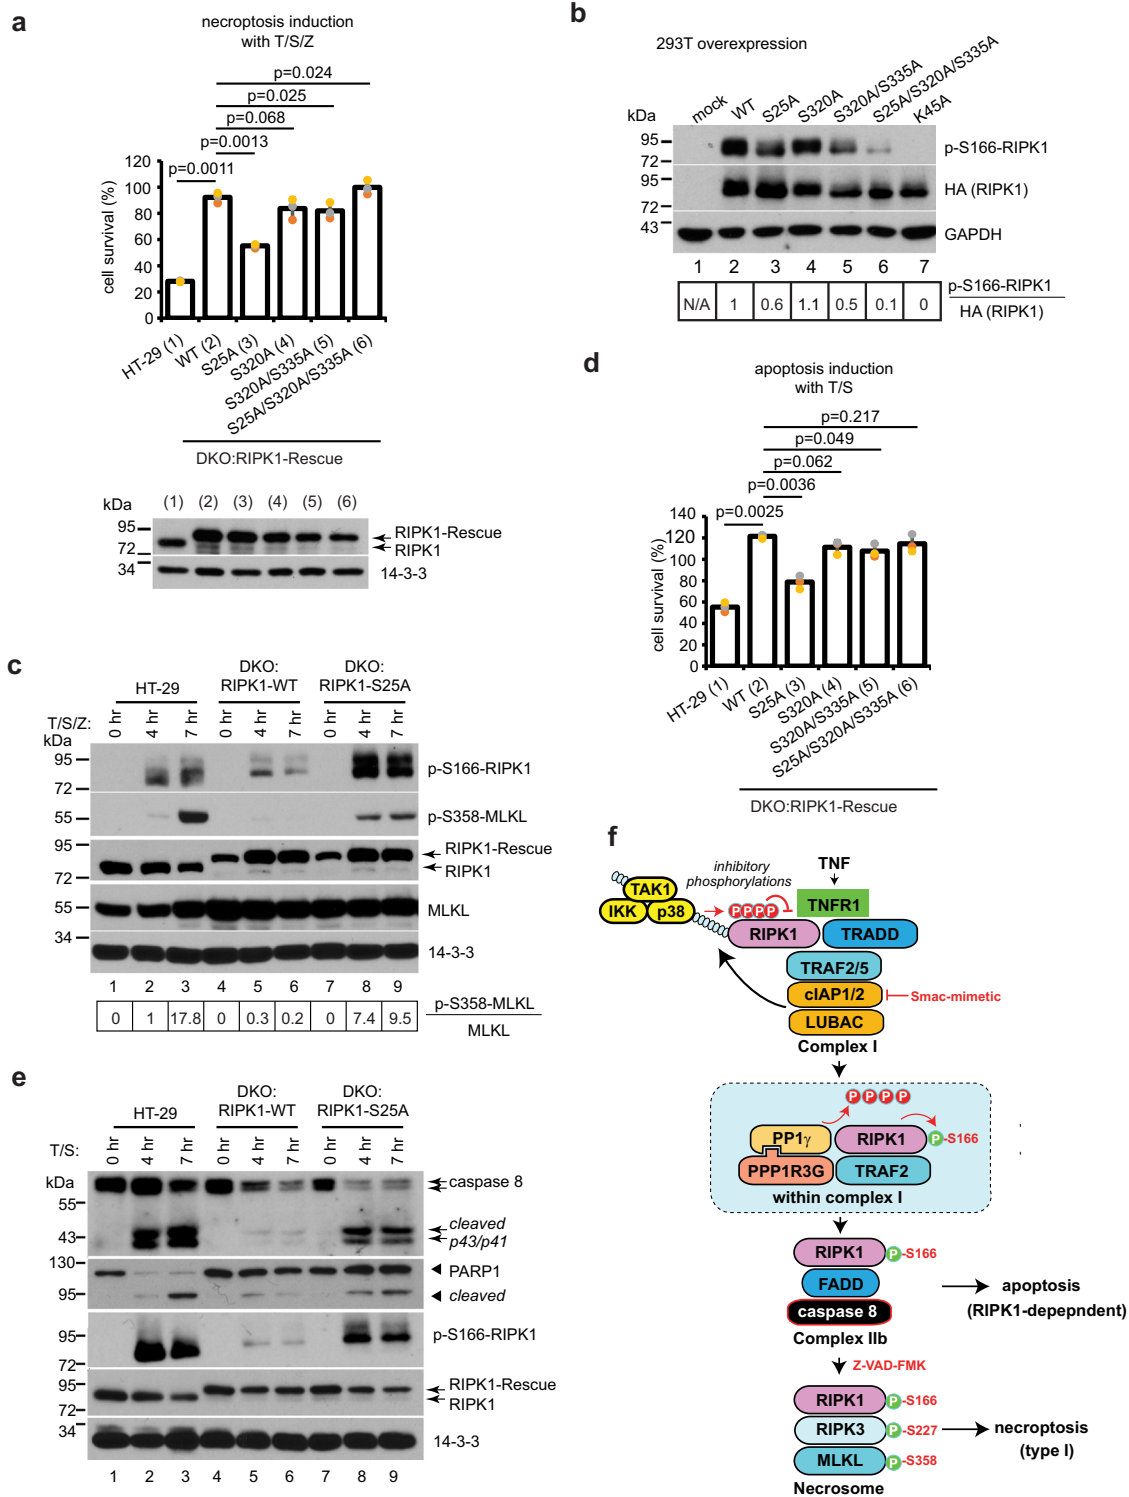 a
necroptosis induction
with T/S/Z
p=0.024
p=0.025
p=0.068
p=0.0013
p=0.0011
cell survival (%)
120
100
80
60
40
20
0
HT-29 (1)
WT (2)
S25A (3)
S320A (4)
S320A/S335A (5)
S25A/S320A/S335A (6)
DKO:RIPK1-Rescue
kDa
(1) (2) (3) (4) (5) (6)
95
72
34
RIPK1-Rescue
RIPK1
14-3-3
b
293T overexpression
kDa
mock
WT
S25A
S320A
S320A/S335A
S25A/S320A/S335A
K45A
95
72
p-S166-RIPK1
95
72
HA (RIPK1)
43
GAPDH
1 2 3 4 5 6 7
N/A 1 0.6 1.1 0.5 0.1 0
p-S166-RIPK1
HA (RIPK1)
c
HT-29
DKO:
RIPK1-WT
DKO:
RIPK1-S25A
T/S/Z:
0 hr 4 hr 7 hr 0 hr 4 hr 7 hr 0 hr 4 hr 7 hr
kDa
95
72
p-S166-RIPK1
55
p-S358-MLKL
95
72
RIPK1-Rescue
RIPK1
55
MLKL
34
14-3-3
1 2 3 4 5 6 7 8 9
0 1 17.8 0 0.3 0.2 0 7.4 9.5
p-S358-MLKL
MLKL
d
apoptosis induction
with T/S
p=0.217
p=0.049
p=0.062
p=0.0036
p=0.0025
cell survival (%)
140
120
100
80
60
40
20
0
HT-29 (1)
WT (2)
S25A (3)
S320A (4)
S320A/S335A (5)
S25A/S320A/S335A (6)
DKO:RIPK1-Rescue
e
HT-29
DKO:
RIPK1-WT
DKO:
RIPK1-S25A
T/S:
0 hr 4 hr 7 hr 0 hr 4 hr 7 hr 0 hr 4 hr 7 hr
kDa
55
43
caspase 8
cleaved
p43/p41
130
95
PARP1
cleaved
95
72
p-S166-RIPK1
95
72
RIPK1-Rescue
RIPK1
34
14-3-3
1 2 3 4 5 6 7 8 9
f
inhibitory
phosphorylations
TNF
TAK1
IKK
p38
P P P P
TNFR1
RIPK1
TRADD
TRAF2/5
cIAP1/2
Smac-mimetic
LUBAC
Complex I
P P P P
PP1γ
RIPK1
P-S166
PPP1R3G
TRAF2
within complex I
RIPK1
P-S166
FADD
caspase 8
Complex IIb
apoptosis
(RIPK1-depepndent)
Z-VAD-FMK
RIPK1
P-S166
RIPK3
P-S227
MLKL
P-S358
Necrosome
necroptosis
(type I)